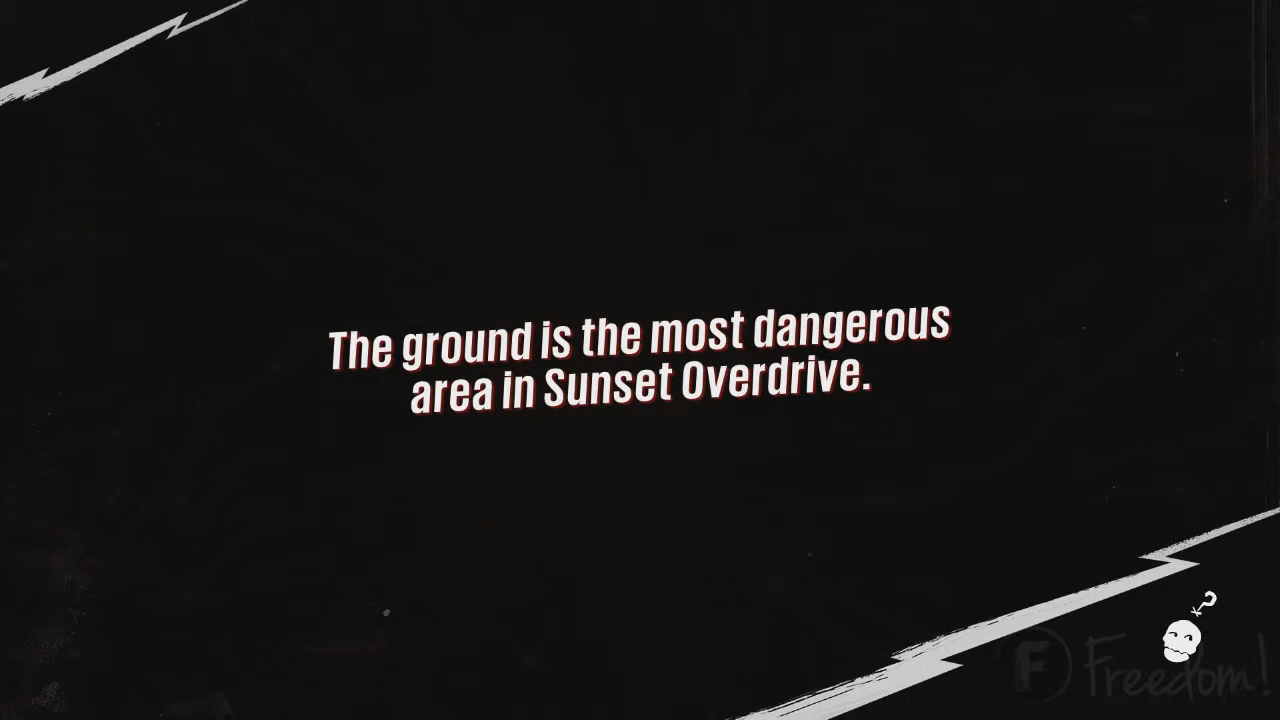 The ground is the most dangerous
area in Sunset Overdrive.
F Freedom!